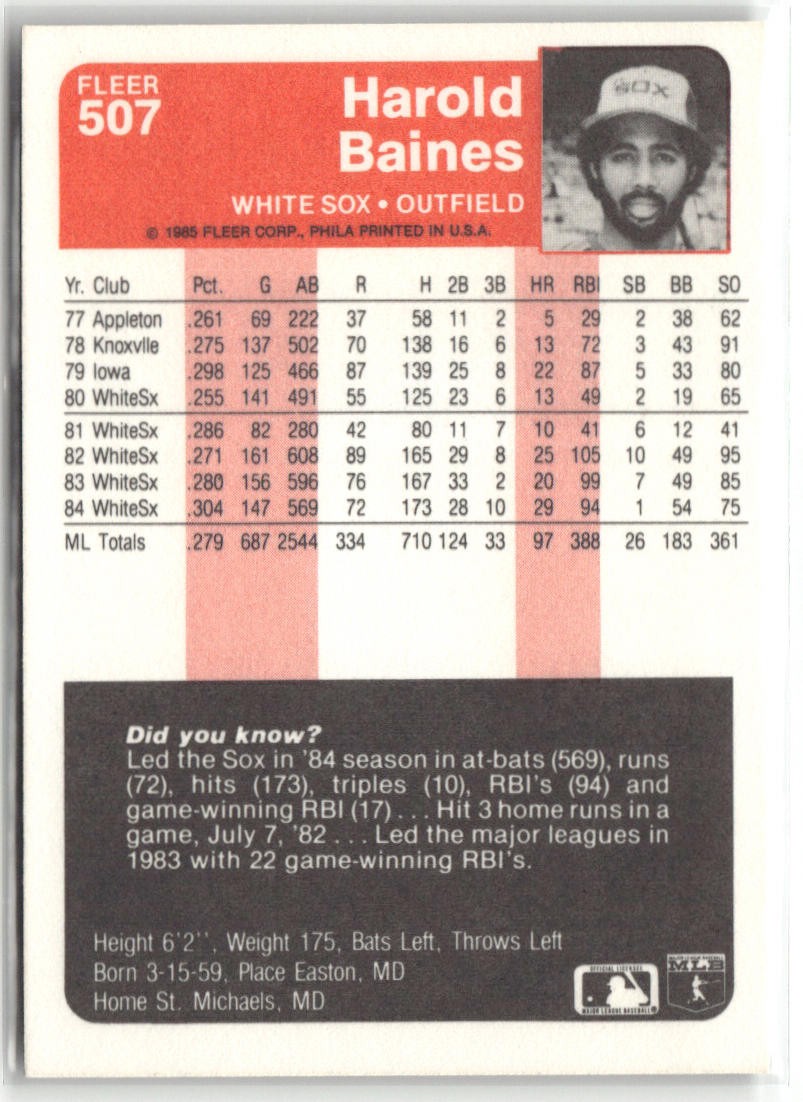 FLEER
507
Harold
Baines
WHITE SOX • OUTFIELD
© 1985 FLEER CORP., PHILA PRINTED IN U.S.A.
SOX
Yr. Club Pct. G AB R H 2B 3B HR RBI SB BB SO
77 Appleton .261 69 222 37 58 11 2 5 29 2 38 62
78 Knoxvlle .275 137 502 70 138 16 6 13 72 3 43 91
79 Iowa .298 125 466 87 139 25 8 22 87 5 33 80
80 WhiteSx .255 141 491 55 125 23 6 13 49 2 19 65
81 WhiteSx .286 82 280 42 80 11 7 10 41 6 12 41
82 WhiteSx .271 161 608 89 165 29 8 25 105 10 49 95
83 WhiteSx .280 156 596 76 167 33 2 20 99 7 49 85
84 WhiteSx .304 147 569 72 173 28 10 29 94 1 54 75
ML Totals .279 687 2544 334 710 124 33 97 388 26 183 361
Did you know?
Led the Sox in '84 season in at-bats (569), runs
(72), hits (173), triples (10), RBI's (94) and
game-winning RBI (17) . . . Hit 3 home runs in a
game, July 7, '82 . . . Led the major leagues in
1983 with 22 game-winning RBI's.
Height 6'2'', Weight 175, Bats Left, Throws Left
Born 3-15-59, Place Easton, MD
Home St. Michaels, MD
OFFICIAL LICENSEE
MAJOR LEAGUE BASEBALL
MLB